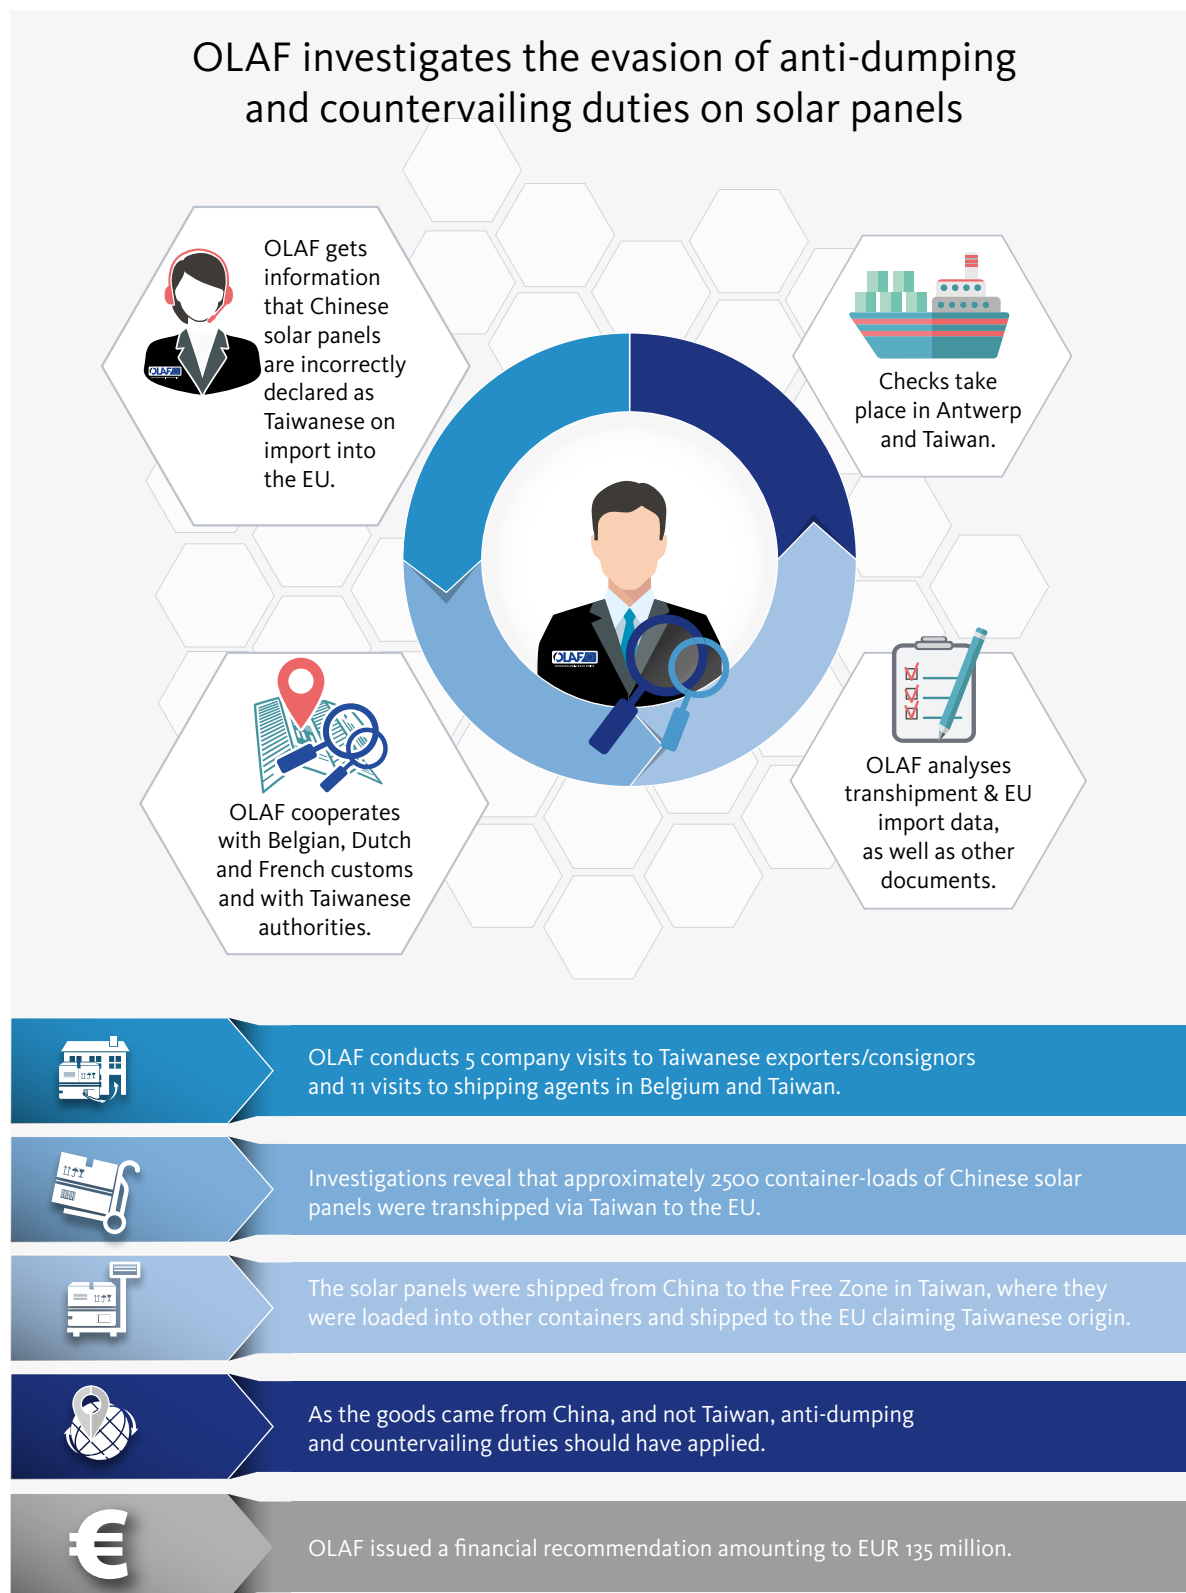 OLAF investigates the evasion of anti-dumping
and countervailing duties on solar panels
OLAF gets
information
that Chinese
solar panels
are incorrectly
declared as
Taiwanese on
import into
the EU.
OLAF
Checks take
place in Antwerp
and Taiwan.
OLAF
OLAF cooperates
with Belgian, Dutch
and French customs
and with Taiwanese
authorities.
OLAF analyses
transhipment & EU
import data,
as well as other
documents.
OLAF conducts 5 company visits to Taiwanese exporters/consignors
and 11 visits to shipping agents in Belgium and Taiwan.
Investigations reveal that approximately 2500 container-loads of Chinese solar
panels were transhipped via Taiwan to the EU.
The solar panels were shipped from China to the Free Zone in Taiwan, where they
were loaded into other containers and shipped to the EU claiming Taiwanese origin.
As the goods came from China, and not Taiwan, anti-dumping
and countervailing duties should have applied.
€
OLAF issued a financial recommendation amounting to EUR 135 million.